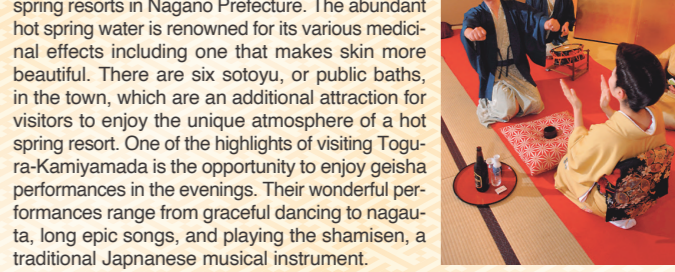 spring resorts in Nagano Prefecture. The abundant
hot spring water is renowned for its various medici-
nal effects including one that makes skin more
beautiful. There are six sotoyu, or public baths,
in the town, which are an additional attraction for
visitors to enjoy the unique atmosphere of a hot
spring resort. One of the highlights of visiting Togu-
ra-Kamiyamada is the opportunity to enjoy geisha
performances in the evenings. Their wonderful per-
formances range from graceful dancing to nagau-
ta, long epic songs, and playing the shamisen, a
traditional Japnanese musical instrument.